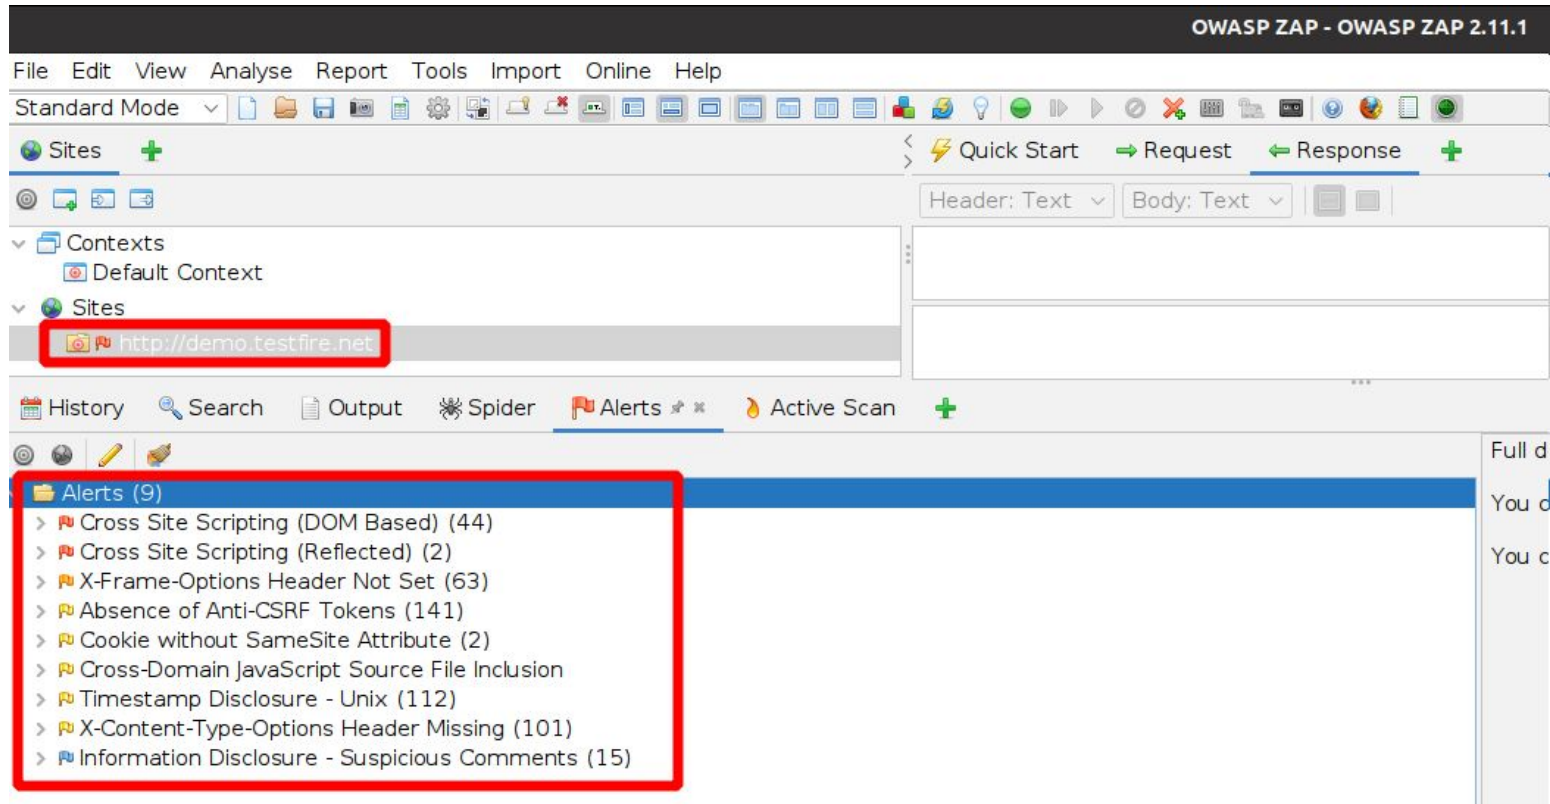 OWASP ZAP - OWASP ZAP 2.11.1
File Edit View Analyse Report Tools Import Online Help
Standard Mode
Sites
Quick Start Request Response
Header: Text Body: Text
Contexts
Default Context
Sites
http://demo.testfire.net
History Search Output Spider Alerts Active Scan
Full d
Alerts (9)
You c
Cross Site Scripting (DOM Based) (44)
Cross Site Scripting (Reflected) (2)
You c
X-Frame-Options Header Not Set (63)
Absence of Anti-CSRF Tokens (141)
Cookie without SameSite Attribute (2)
Cross-Domain JavaScript Source File Inclusion
Timestamp Disclosure - Unix (112)
X-Content-Type-Options Header Missing (101)
Information Disclosure - Suspicious Comments (15)